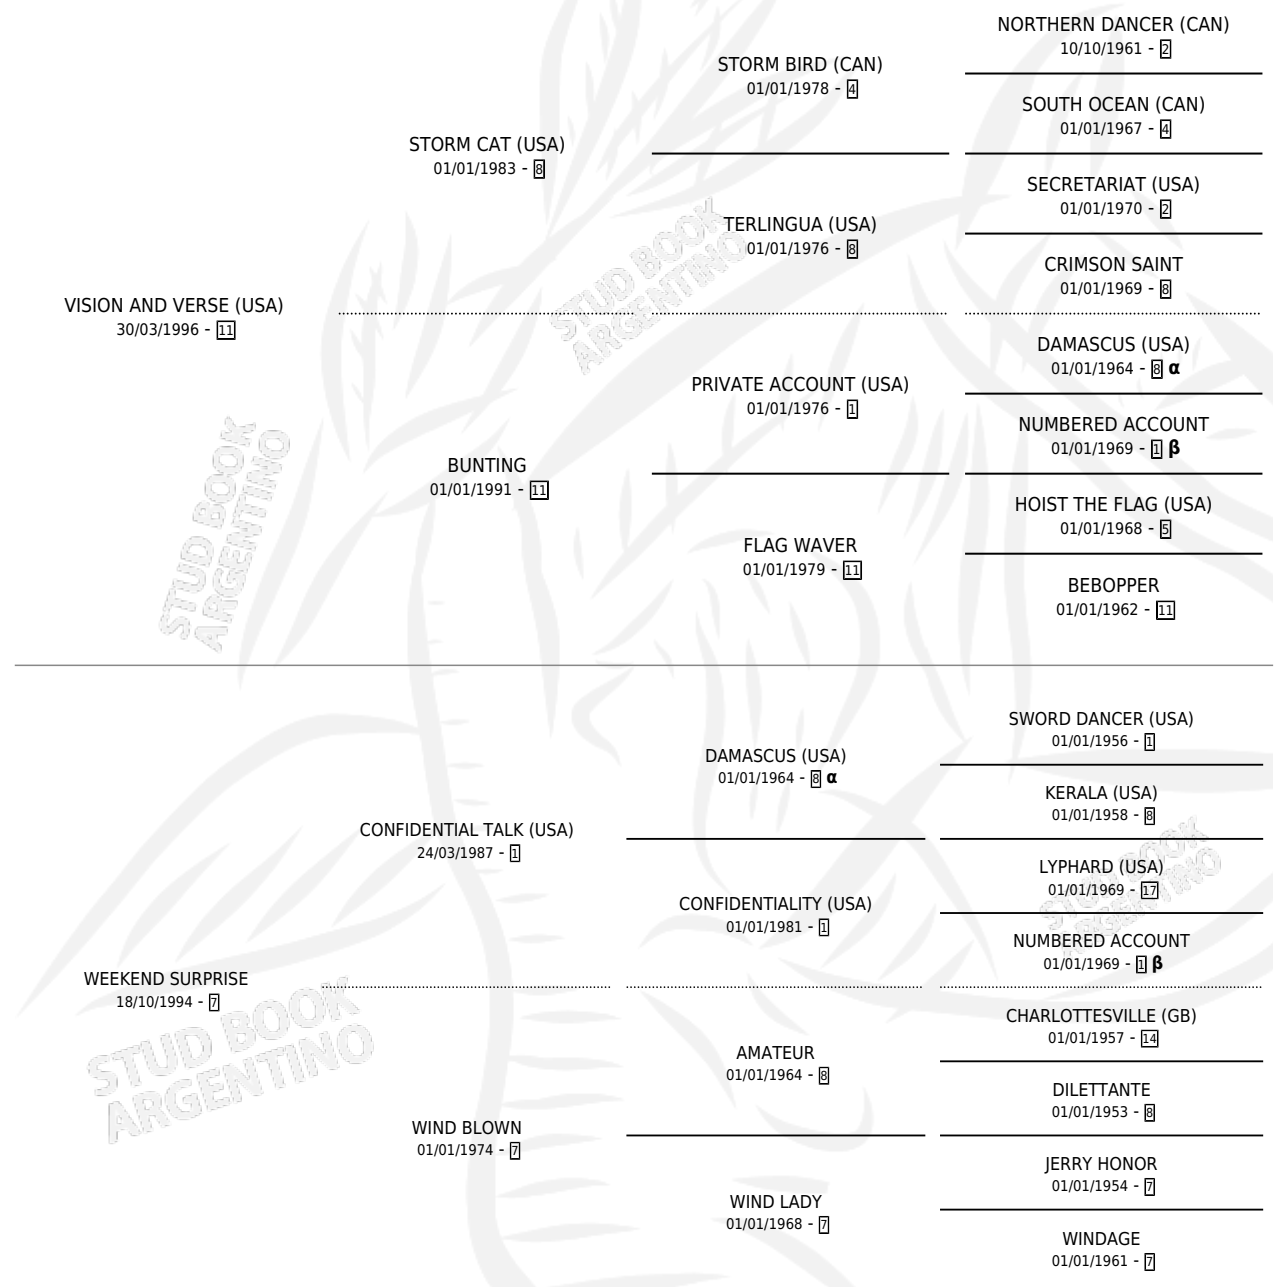 NORTHERN DANCER (CAN)
10/10/1961 - 2
STORM BIRD (CAN)
01/01/1978 - 4
SOUTH OCEAN (CAN)
01/01/1967 - 4
STORM CAT (USA)
01/01/1983 - 8
SECRETARIAT (USA)
01/01/1970 - 2
TERLINGUA (USA)
01/01/1976 - 8
CRIMSON SAINT
01/01/1969 - 8
VISION AND VERSE (USA)
30/03/1996 - 11
DAMASCUS (USA)
01/01/1964 - 8 α
PRIVATE ACCOUNT (USA)
01/01/1976 - 1
NUMBERED ACCOUNT
01/01/1969 - 1 β
BUNTING
01/01/1991 - 11
HOIST THE FLAG (USA)
01/01/1968 - 5
FLAG WAVER
01/01/1979 - 11
BEBOPPER
01/01/1962 - 11
SWORD DANCER (USA)
01/01/1956 - 1
DAMASCUS (USA)
01/01/1964 - 8 α
KERALA (USA)
01/01/1958 - 8
CONFIDENTIAL TALK (USA)
24/03/1987 - 1
LYPHARD (USA)
01/01/1969 - 17
CONFIDENTIALITY (USA)
01/01/1981 - 1
NUMBERED ACCOUNT
01/01/1969 - 1 β
WEEKEND SURPRISE
18/10/1994 - 7
CHARLOTTESVILLE (GB)
01/01/1957 - 14
AMATEUR
01/01/1964 - 8
DILETTANTE
01/01/1953 - 8
WIND BLOWN
01/01/1974 - 7
JERRY HONOR
01/01/1954 - 7
WIND LADY
01/01/1968 - 7
WINDAGE
01/01/1961 - 7
STUD BOOK
ARGENTINO
STUD BOOK
ARGENTINO
STUD BOOK
ARGENTINO
STUD BOOK
ARGENTINO